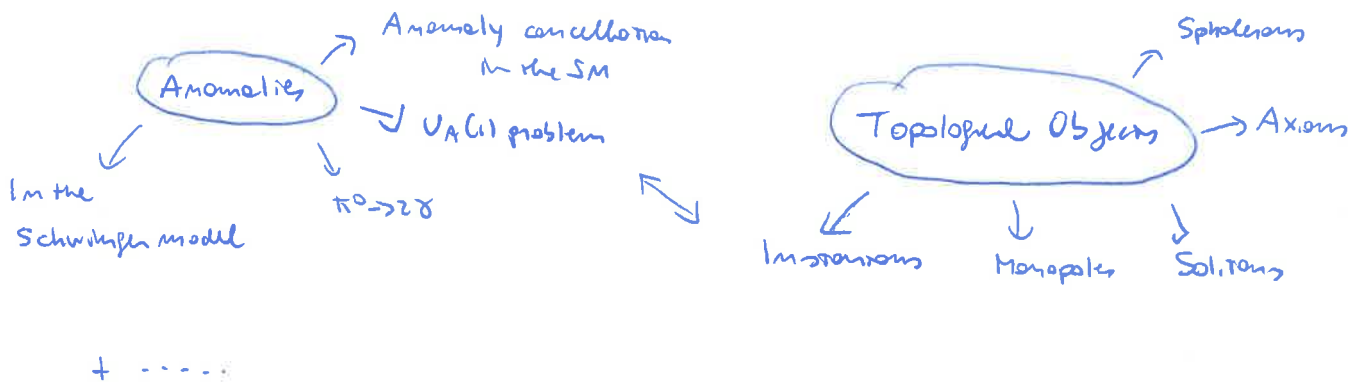 Anomaly cancellation
in the SM
Anomalies
U_A(1) problem
In the
Schwinger model
π⁰→2γ
Sphalerons
Topological Objects
Axions
Instantons
Monopoles
Solitons
+ .....